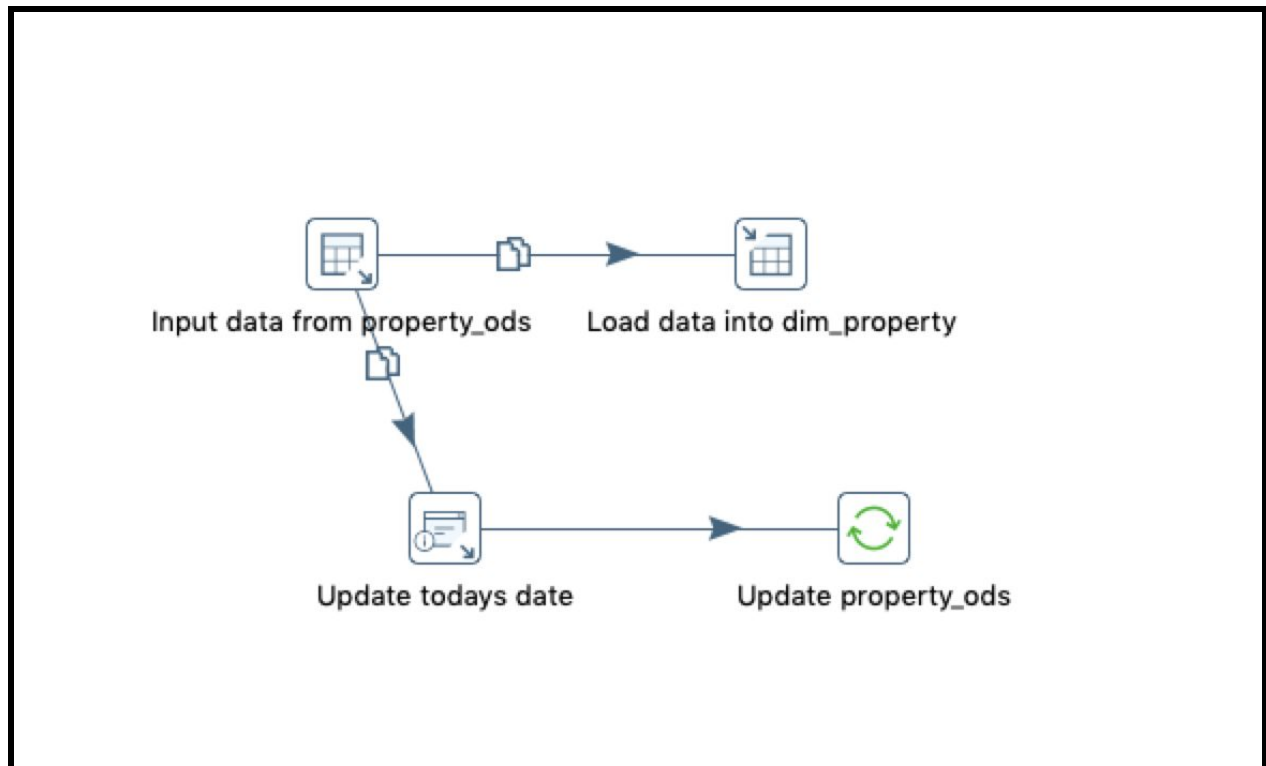 Input data from property_ods
Load data into dim_property
Update todays date
Update property_ods